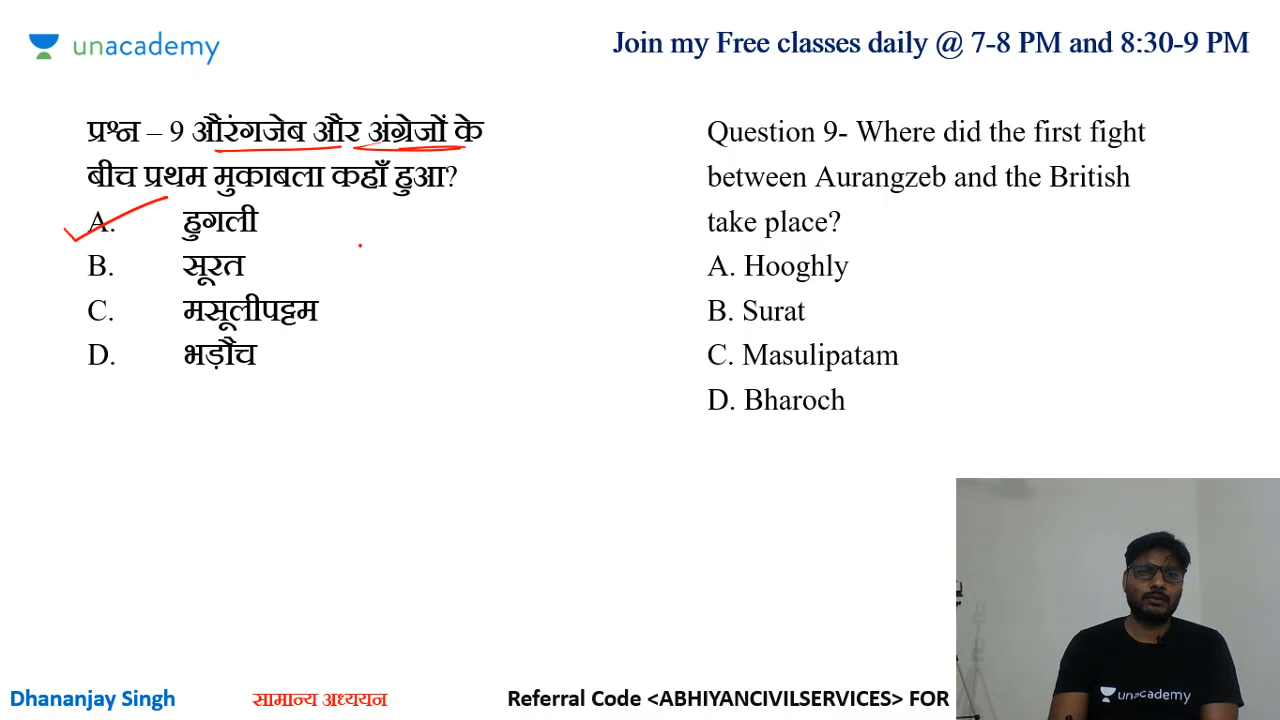 unacademy
Join my Free classes daily @ 7-8 PM and 8:30-9 PM
प्रश्न – 9 औरंगजेब और अंग्रेजों के
बीच प्रथम मुकाबला कहाँ हुआ?
A. हुगली
B. सूरत
C. मसूलीपट्टम
D. भड़ौंच
Question 9- Where did the first fight
between Aurangzeb and the British
take place?
A. Hooghly
B. Surat
C. Masulipatam
D. Bharoch
unacademy
Dhananjay Singh
सामान्य अध्ययन
Referral Code <ABHIYANCIVILSERVICES> FOR